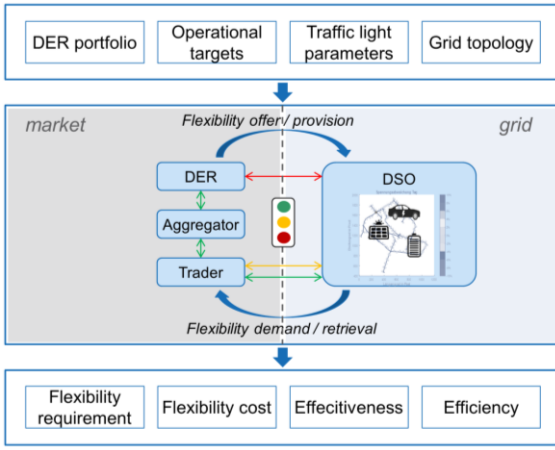 DER portfolio
Operational
targets
Traffic light
parameters
Grid topology
market
Flexibility offer / provision
grid
DER
DSO
Aggregator
Trader
Flexibility demand / retrieval
Flexibility
requirement
Flexibility cost
Effecitiveness
Efficiency